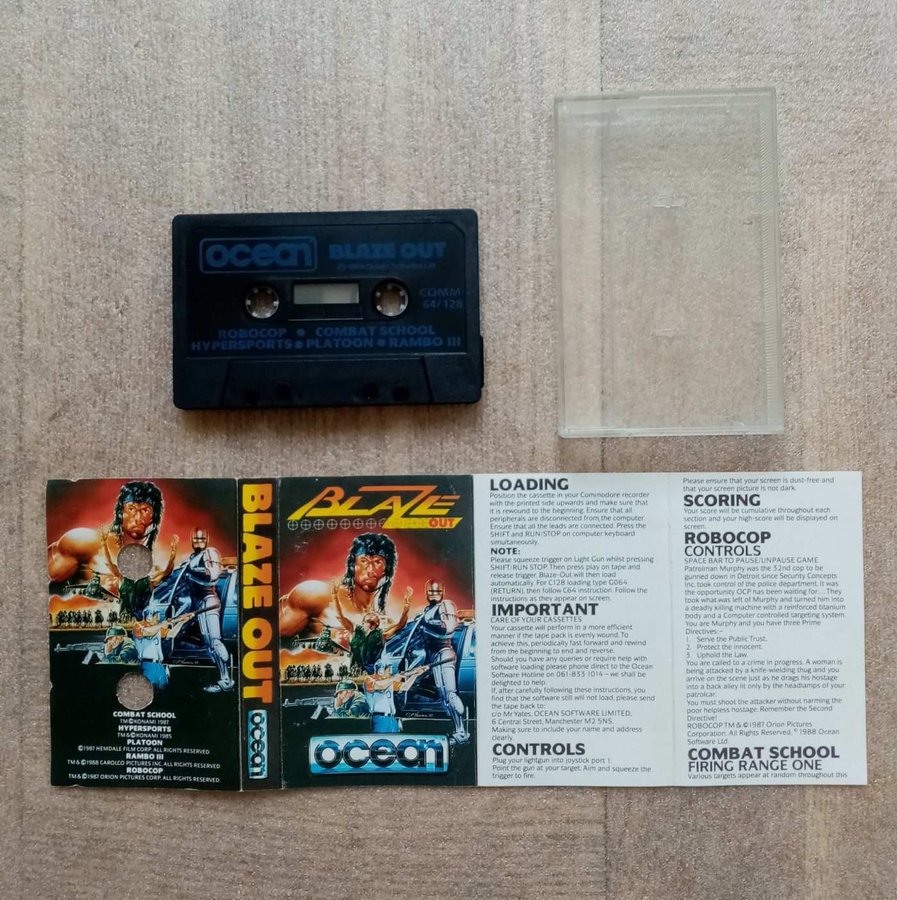 ocean BLAZE OUT
COMM
64/128
ROBOCOP • COMBAT SCHOOL
HYPERSPORTS • PLATOON • RAMBO III
COMBAT SCHOOL
TM©KONAMI 1987
HYPERSPORTS
TM©KONAMI 1985
PLATOON
©1987 HEMDALE FILM CORP. ALL RIGHTS RESERVED
RAMBO III
TM&©1988 CAROLCO PICTURES INC. ALL RIGHTS RESERVED
ROBOCOP
TM&©1987 ORION PICTURES CORP. ALL RIGHTS RESERVED.
BLAZE OUT
ocean
BLAZE
OUT
ocean
LOADING
Position the cassette in your Commodore recorder
with the printed side upwards and make sure that
it is rewound to the beginning. Ensure that all
peripherals are disconnected from the computer.
Ensure that all the leads are connected. Press the
SHIFT and RUN/STOP on computer keyboard
simultaneously.
NOTE:
Please squeeze trigger on Light Gun whilst pressing
SHIFT/RUN STOP. Then press play on tape and
release trigger. Blaze-Out will then load
automatically. For C128 loading type GO64
(RETURN), then follow C64 instruction. Follow the
instructions as they appear on screen.
IMPORTANT
CARE OF YOUR CASSETTES
Your cassette will perform in a more efficient
manner if the tape pack is evenly wound. To
achieve this, periodically fast forward and rewind
from the beginning to end and reverse.
Should you have any queries or require help with
software loading please phone direct to the Ocean
Software Hotline on 061-833 1014 – we shall be
delighted to help.
If, after carefully following these instructions, you
find that the software still will not load, please send
the tape back to:
c/o Mr Yates, OCEAN SOFTWARE LIMITED,
6 Central Street, Manchester M2 5NS.
Making sure to include your name and address
clearly.
CONTROLS
Plug your lightgun into joystick port 1.
Point the gun at your target. Aim and squeeze the
trigger to fire.
Please ensure that your screen is dust-free and
that your screen picture is not dark.
SCORING
Your score will be cumulative throughout each
section and your high-score will be displayed on
screen.
ROBOCOP
CONTROLS
SPACE BAR TO PAUSE/UNPAUSE GAME
Patrolman Murphy was the 32nd cop to be
gunned down in Detroit since Security Concepts
Inc. took control of the police department. It was
the opportunity OCP has been waiting for... They
took what was left of Murphy and turned him into
a deadly killing machine with a reinforced titanium
body and a Computer controlled targeting system.
You are Murphy and you have three Prime
Directives:-
1. Serve the Public Trust.
2. Protect the innocent.
3. Uphold the Law.
You are called to a crime in progress. A woman is
being attacked by a knife-wielding thug and you
arrive on the scene just as he drags his hostage
into a back alley lit only by the headlamps of your
patrolcar.
You must shoot the attacker without harming the
poor helpless hostage. Remember the Second
Directive!
ROBOCOP TM & ©1987 Orion Pictures
Corporation. All Rights Reserved. ©1988 Ocean
Software Ltd.
COMBAT SCHOOL
FIRING RANGE ONE
Various targets appear at random throughout this